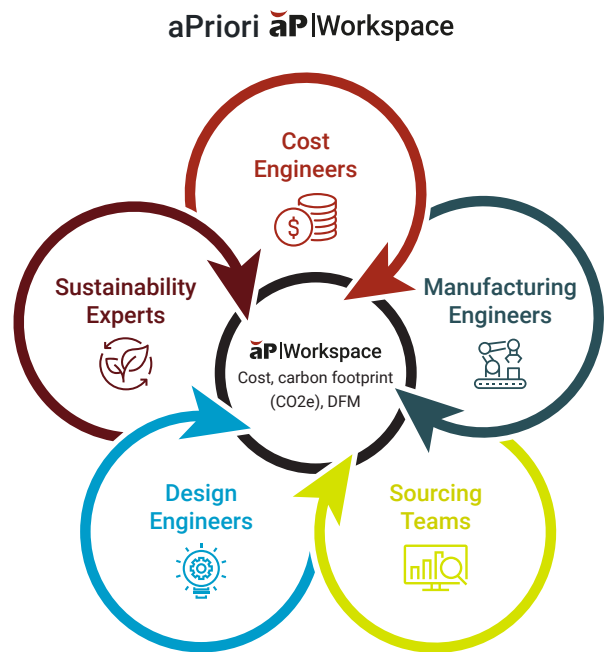 aPriori aP|Workspace
Cost
Engineers
$
Sustainability
Experts
Manufacturing
Engineers
aP|Workspace
Cost, carbon footprint
(CO2e), DFM
Design
Engineers
Sourcing
Teams